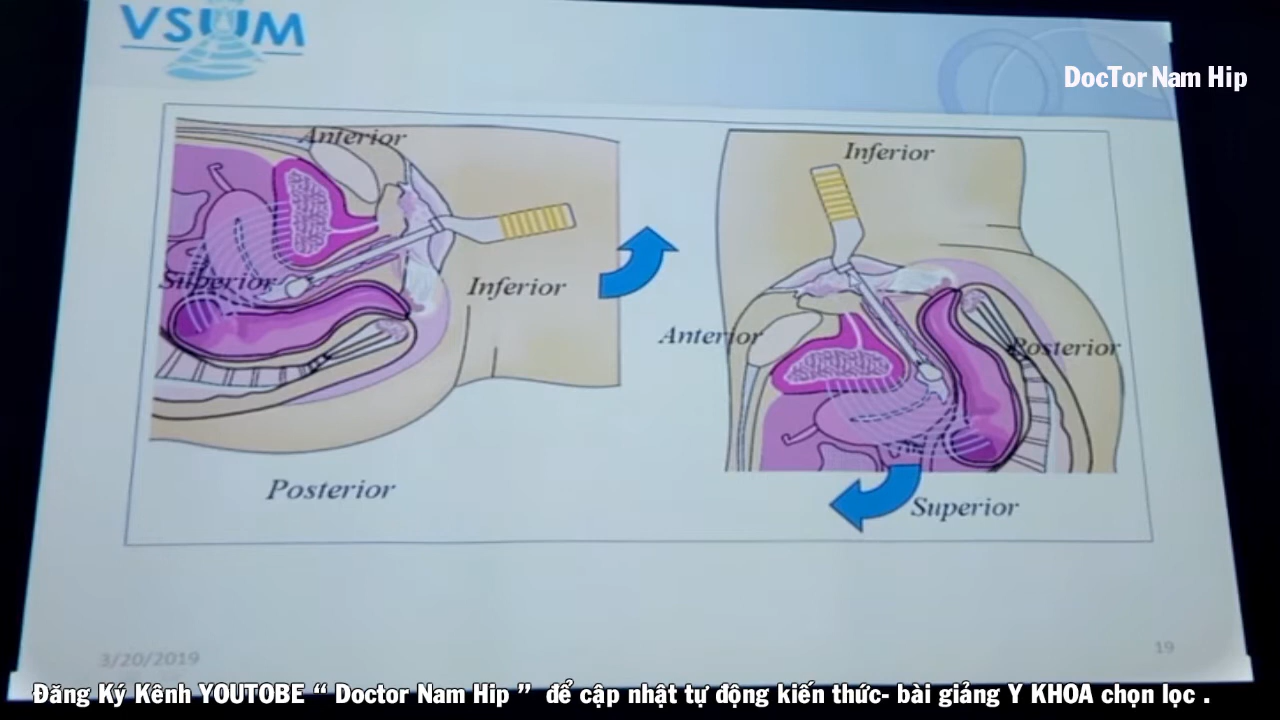 VSUM
DocTor Nam Hip
Anterior
Superior
Inferior
Posterior
Inferior
Anterior
Posterior
Superior
3/20/2019
19
Đăng Ký Kênh YOUTOBE “ Doctor Nam Hip ” để cập nhật tự động kiến thức- bài giảng Y KHOA chọn lọc .